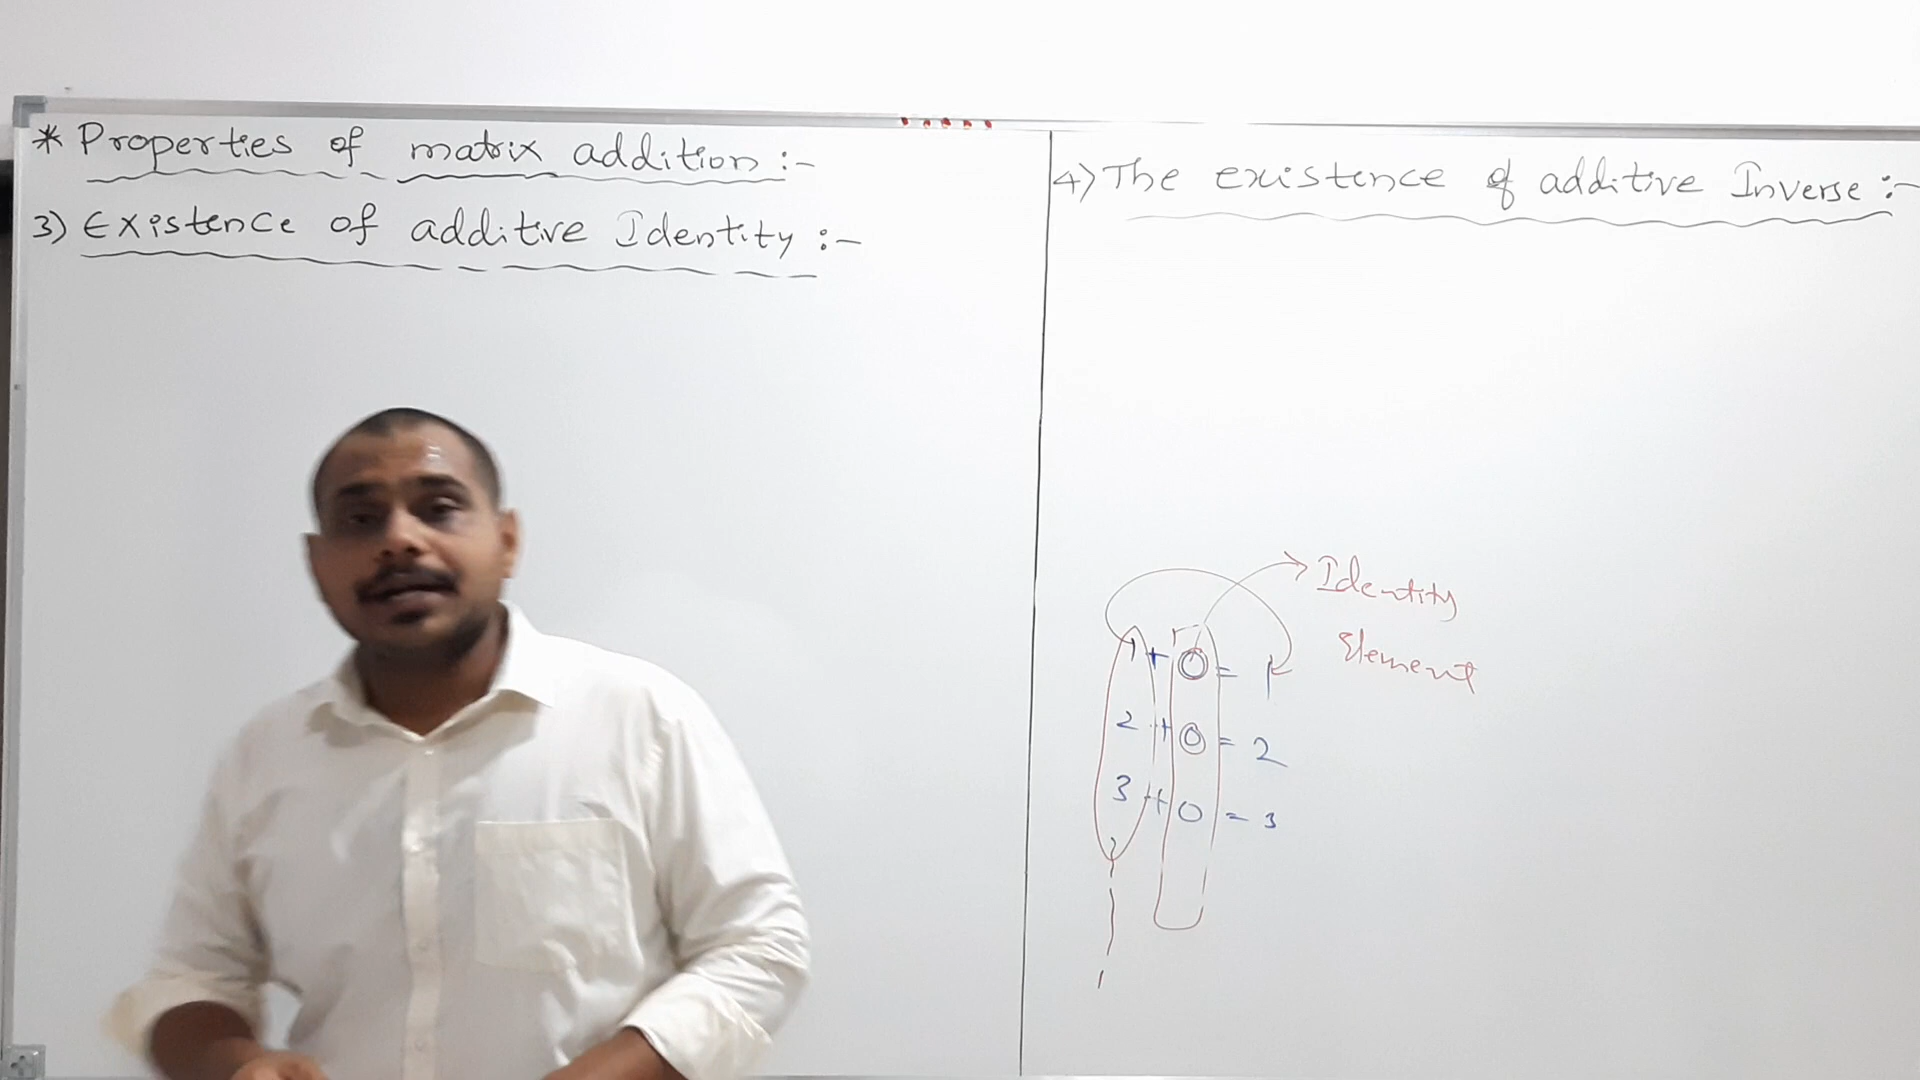 * Properties of matrix addition :-
3) Existence of additive Identity :-
4) The existence of additive Inverse :-
Identity
Element
1 + 0 = 1
2 + 0 = 2
3 + 0 = 3